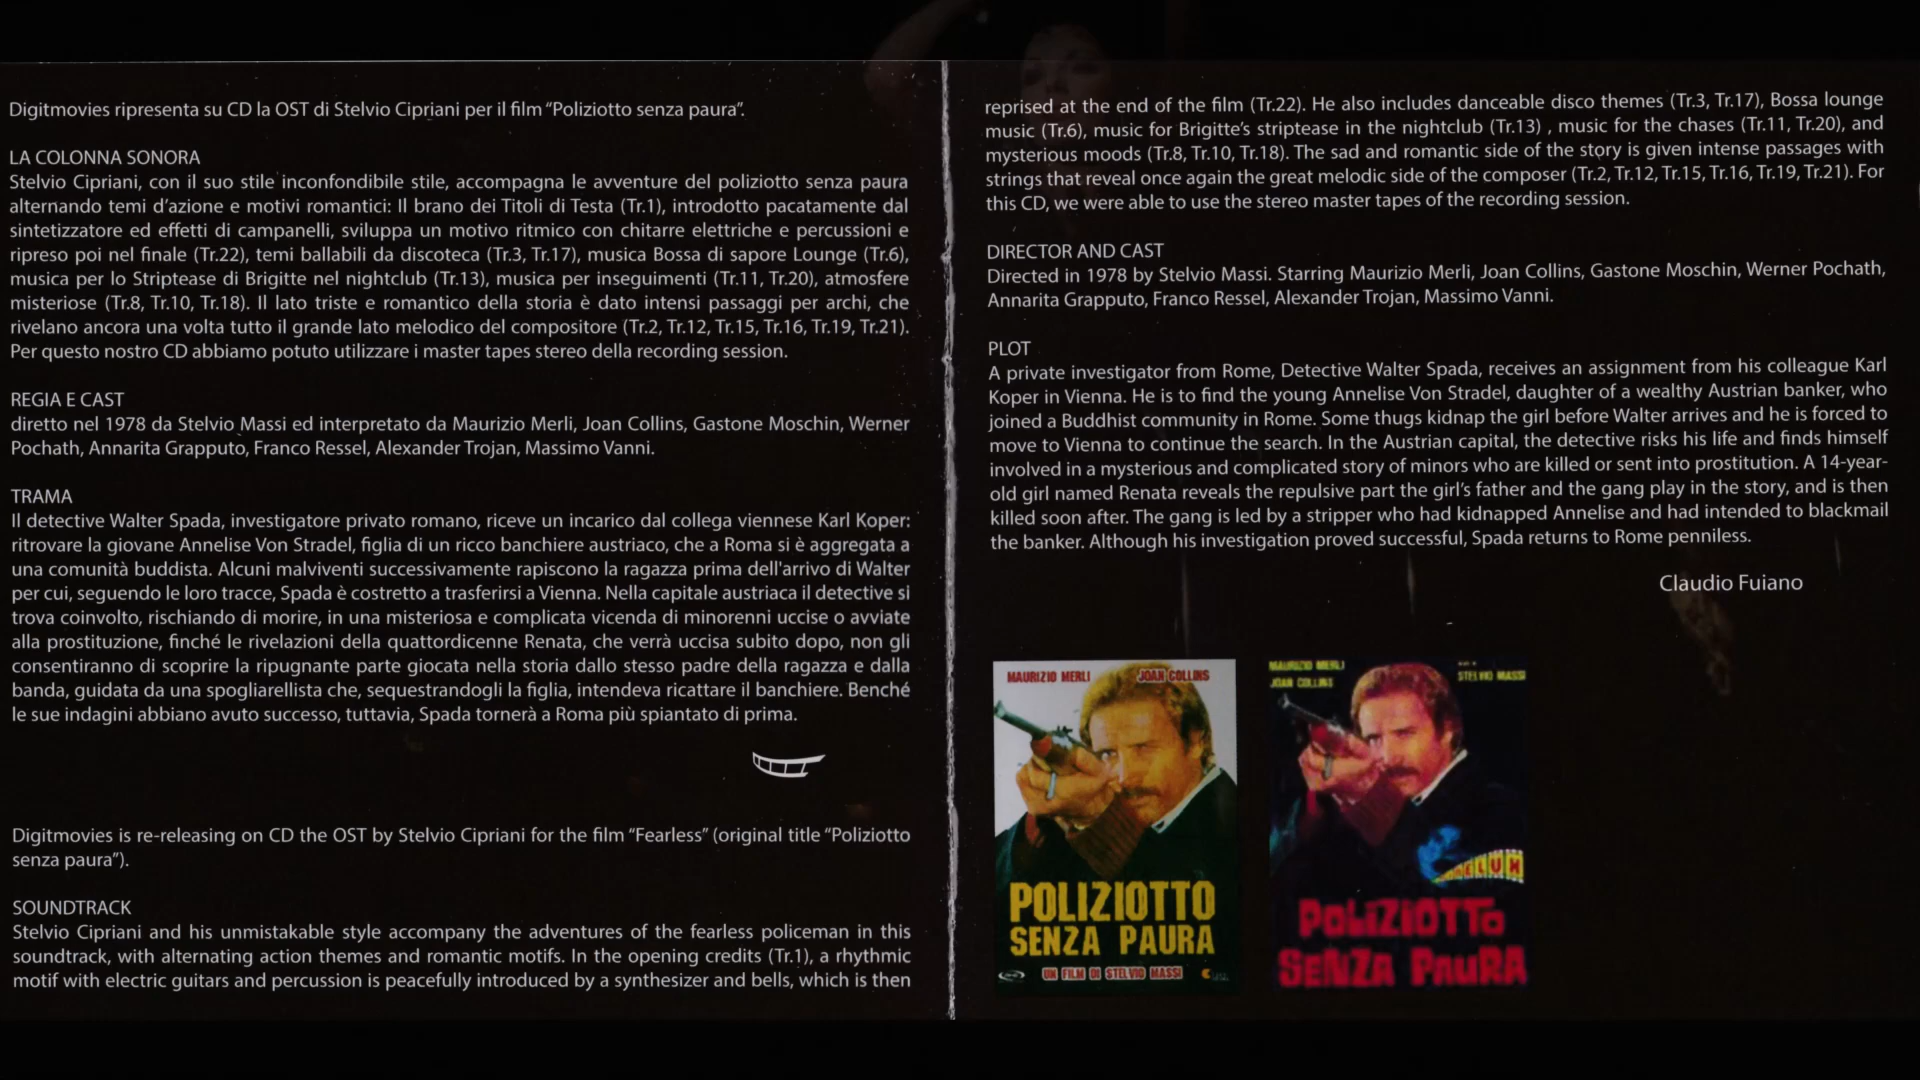 Digitmovies ripresenta su CD la OST di Stelvio Cipriani per il film “Poliziotto senza paura”.
LA COLONNA SONORA
Stelvio Cipriani, con il suo stile inconfondibile stile, accompagna le avventure del poliziotto senza paura
alternando temi d’azione e motivi romantici: Il brano dei Titoli di Testa (Tr.1), introdotto pacatamente dal
sintetizzatore ed effetti di campanelli, sviluppa un motivo ritmico con chitarre elettriche e percussioni e
ripreso poi nel finale (Tr.22), temi ballabili da discoteca (Tr.3, Tr.17), musica Bossa di sapore Lounge (Tr.6),
musica per lo Striptease di Brigitte nel nightclub (Tr.13), musica per inseguimenti (Tr.11, Tr.20), atmosfere
misteriose (Tr.8, Tr.10, Tr.18). Il lato triste e romantico della storia è dato intensi passaggi per archi, che
rivelano ancora una volta tutto il grande lato melodico del compositore (Tr.2, Tr.12, Tr.15, Tr.16, Tr.19, Tr.21).
Per questo nostro CD abbiamo potuto utilizzare i master tapes stereo della recording session.
REGIA E CAST
diretto nel 1978 da Stelvio Massi ed interpretato da Maurizio Merli, Joan Collins, Gastone Moschin, Werner
Pochath, Annarita Grapputo, Franco Ressel, Alexander Trojan, Massimo Vanni.
TRAMA
Il detective Walter Spada, investigatore privato romano, riceve un incarico dal collega viennese Karl Koper:
ritrovare la giovane Annelise Von Stradel, figlia di un ricco banchiere austriaco, che a Roma si è aggregata a
una comunità buddista. Alcuni malviventi successivamente rapiscono la ragazza prima dell'arrivo di Walter
per cui, seguendo le loro tracce, Spada è costretto a trasferirsi a Vienna. Nella capitale austriaca il detective si
trova coinvolto, rischiando di morire, in una misteriosa e complicata vicenda di minorenni uccise o avviate
alla prostituzione, finché le rivelazioni della quattordicenne Renata, che verrà uccisa subito dopo, non gli
consentiranno di scoprire la ripugnante parte giocata nella storia dallo stesso padre della ragazza e dalla
banda, guidata da una spogliarellista che, sequestrandogli la figlia, intendeva ricattare il banchiere. Benché
le sue indagini abbiano avuto successo, tuttavia, Spada tornerà a Roma più spiantato di prima.
Digitmovies is re-releasing on CD the OST by Stelvio Cipriani for the film “Fearless” (original title “Poliziotto
senza paura”).
SOUNDTRACK
Stelvio Cipriani and his unmistakable style accompany the adventures of the fearless policeman in this
soundtrack, with alternating action themes and romantic motifs. In the opening credits (Tr.1), a rhythmic
motif with electric guitars and percussion is peacefully introduced by a synthesizer and bells, which is then
reprised at the end of the film (Tr.22). He also includes danceable disco themes (Tr.3, Tr.17), Bossa lounge
music (Tr.6), music for Brigitte’s striptease in the nightclub (Tr.13) , music for the chases (Tr.11, Tr.20), and
mysterious moods (Tr.8, Tr.10, Tr.18). The sad and romantic side of the story is given intense passages with
strings that reveal once again the great melodic side of the composer (Tr.2, Tr.12, Tr.15, Tr.16, Tr.19, Tr.21). For
this CD, we were able to use the stereo master tapes of the recording session.
DIRECTOR AND CAST
Directed in 1978 by Stelvio Massi. Starring Maurizio Merli, Joan Collins, Gastone Moschin, Werner Pochath,
Annarita Grapputo, Franco Ressel, Alexander Trojan, Massimo Vanni.
PLOT
A private investigator from Rome, Detective Walter Spada, receives an assignment from his colleague Karl
Koper in Vienna. He is to find the young Annelise Von Stradel, daughter of a wealthy Austrian banker, who
joined a Buddhist community in Rome. Some thugs kidnap the girl before Walter arrives and he is forced to
move to Vienna to continue the search. In the Austrian capital, the detective risks his life and finds himself
involved in a mysterious and complicated story of minors who are killed or sent into prostitution. A 14-year-
old girl named Renata reveals the repulsive part the girl’s father and the gang play in the story, and is then
killed soon after. The gang is led by a stripper who had kidnapped Annelise and had intended to blackmail
the banker. Although his investigation proved successful, Spada returns to Rome penniless.
Claudio Fuiano
MAURIZIO MERLI JOAN COLLINS
POLIZIOTTO
SENZA PAURA
UN FILM DI STELVIO MASSI
MAURIZIO MERLI
JOAN COLLINS
STELVIO MASSI
POLIZIOTTO
SENZA PAURA